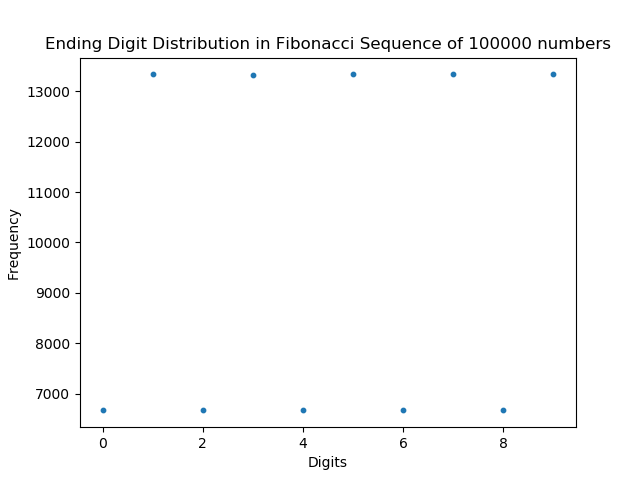 Ending Digit Distribution in Fibonacci Sequence of 100000 numbers
13000
12000
11000
10000
9000
8000
7000
Frequency
0 2 4 6 8
Digits